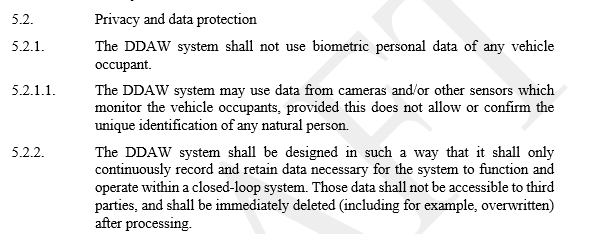 5.2. Privacy and data protection
5.2.1. The DDAW system shall not use biometric personal data of any vehicle
occupant.
5.2.1.1. The DDAW system may use data from cameras and/or other sensors which
monitor the vehicle occupants, provided this does not allow or confirm the
unique identification of any natural person.
5.2.2. The DDAW system shall be designed in such a way that it shall only
continuously record and retain data necessary for the system to function and
operate within a closed-loop system. Those data shall not be accessible to third
parties, and shall be immediately deleted (including for example, overwritten)
after processing.